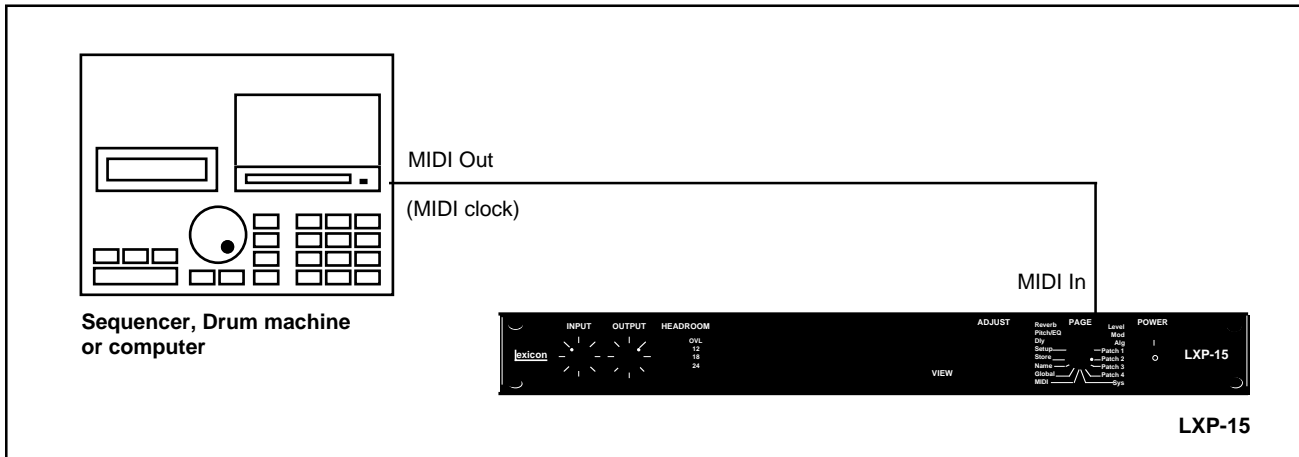 MIDI Out
(MIDI clock)
MIDI In
Sequencer, Drum machine
or computer
INPUT
OUTPUT
HEADROOM
OVL
12
18
24
lexicon
ADJUST
VIEW
Reverb
Pitch/EQ
Dly
Setup
Store
Name
Global
MIDI
PAGE
Level
Mod
Alg
Patch 1
Patch 2
Patch 3
Patch 4
Sys
POWER
I
O
LXP-15
LXP-15